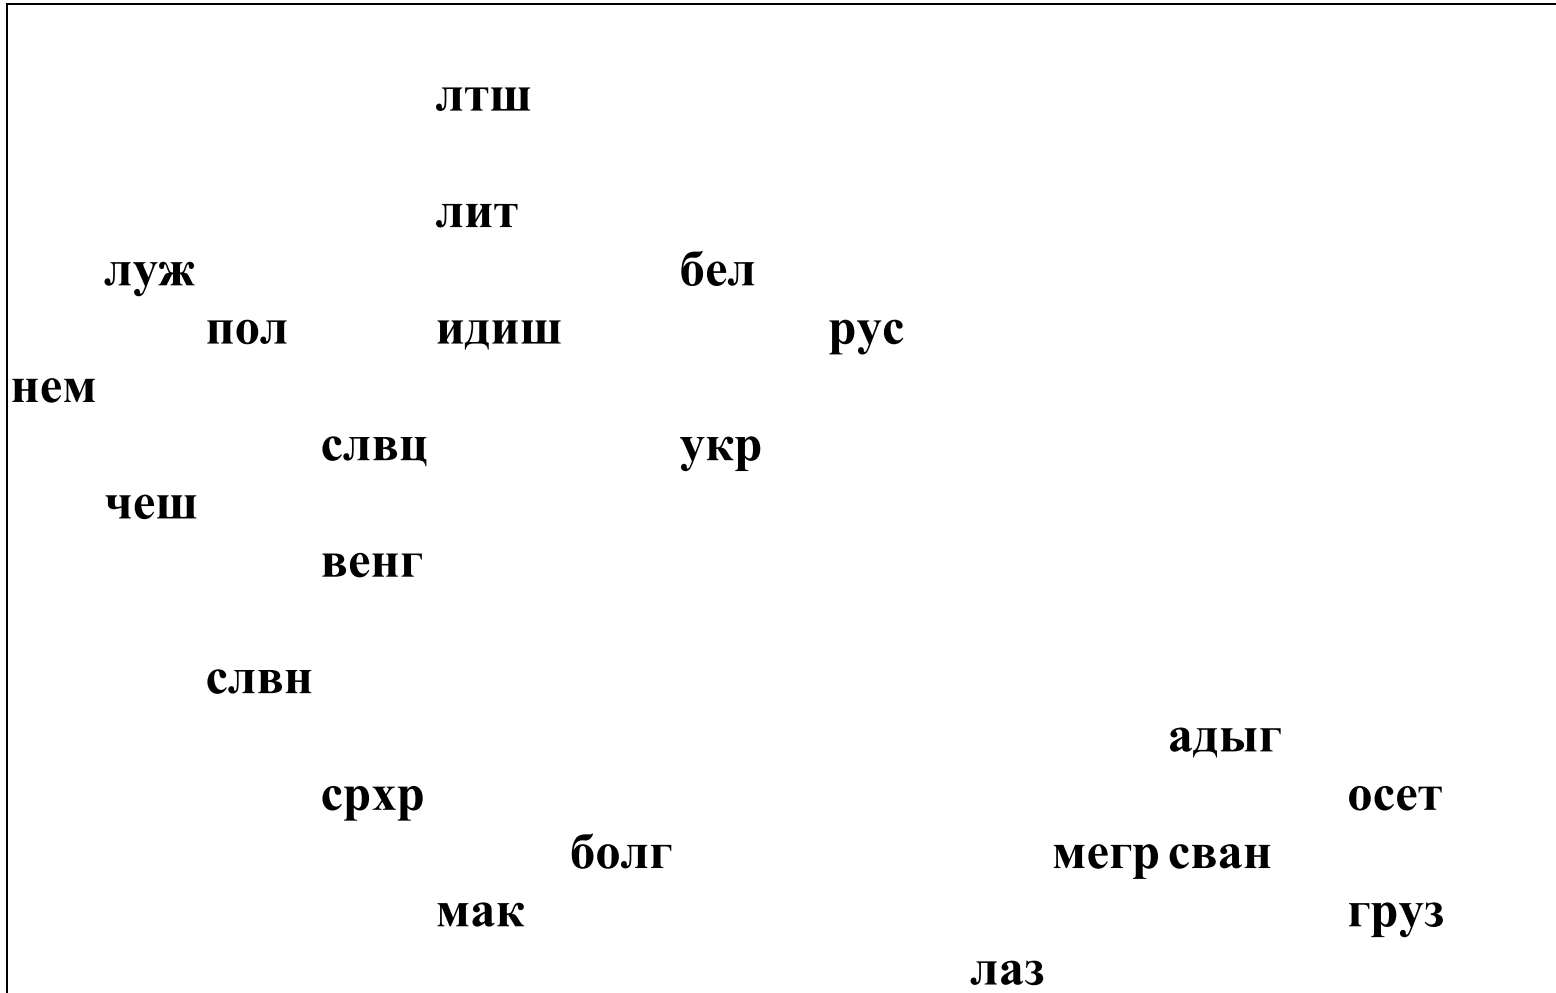 лтш
лит
луж бел
пол идиш рус
нем
слвц укр
чеш
венг
слвн
адыг
срхр осет
болг мегр сван
мак груз
лаз